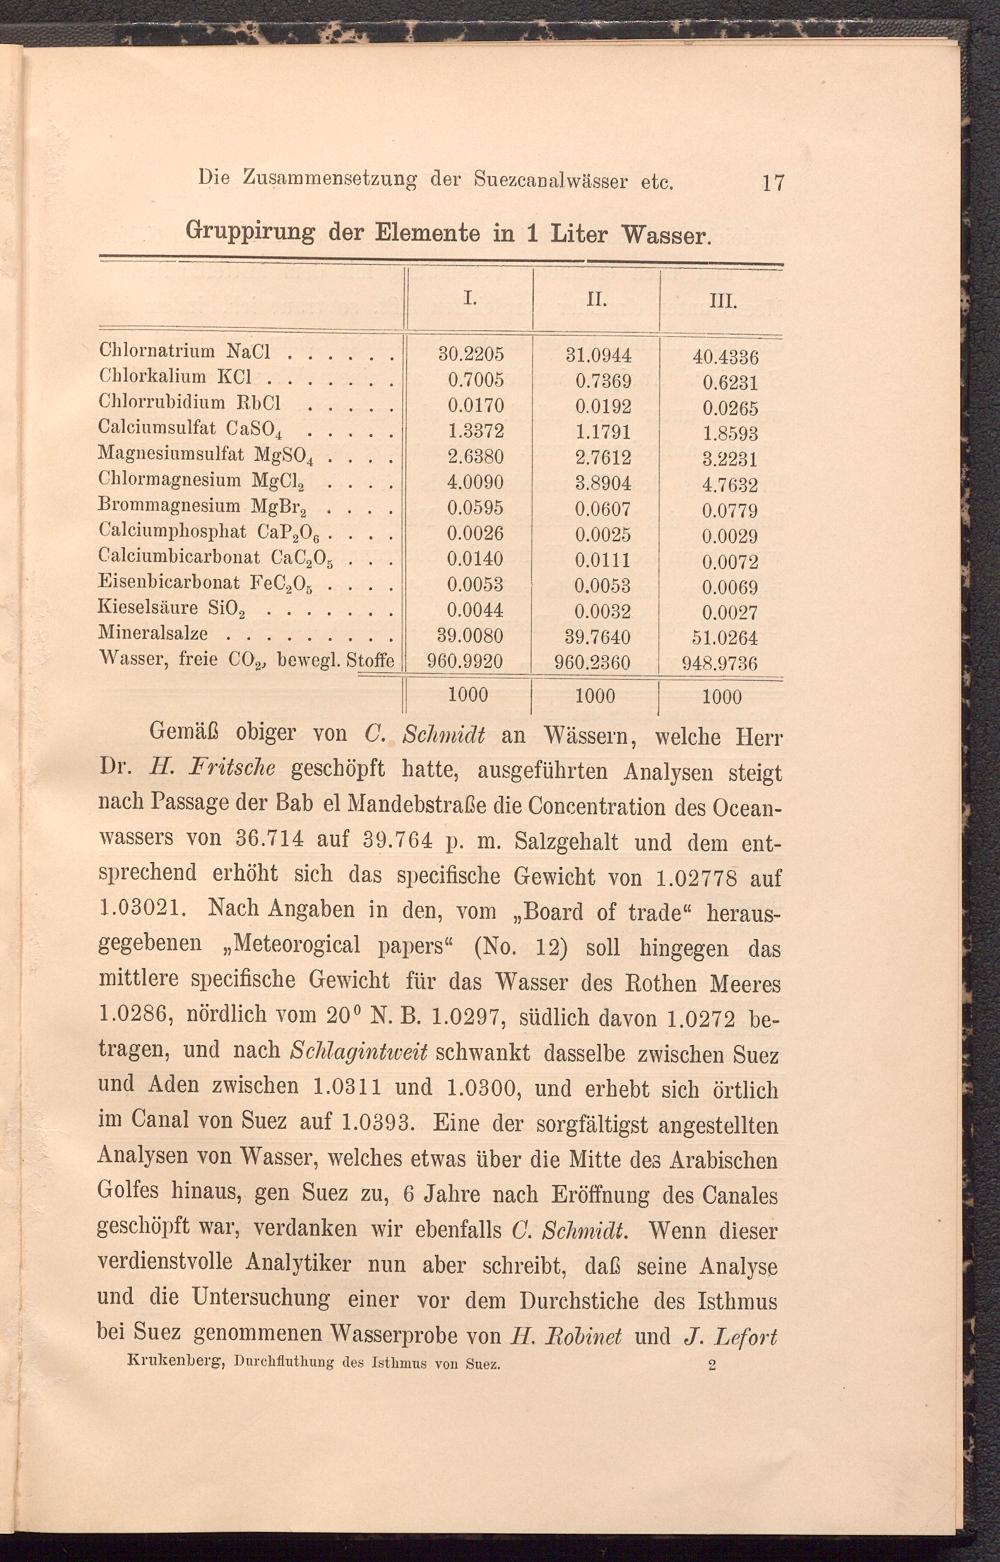 Die Zusammensetzung der Suezcanalwässer etc. 17
Gruppirung der Elemente in 1 Liter Wasser.
I. II. III.
Chlornatrium NaCl . . . . . . 30.2205 31.0944 40.4336
Chlorkalium KCl . . . . . . . 0.7005 0.7369 0.6231
Chlorrubidium RbCl . . . . . 0.0170 0.0192 0.0265
Calciumsulfat CaSO₄ . . . . . 1.3372 1.1791 1.8593
Magnesiumsulfat MgSO₄ . . . . 2.6380 2.7612 3.2231
Chlormagnesium MgCl₂ . . . . 4.0090 3.8904 4.7632
Brommagnesium MgBr₂ . . . . 0.0595 0.0607 0.0779
Calciumphosphat CaP₂O₆ . . . . 0.0026 0.0025 0.0029
Calciumbicarbonat CaC₂O₅ . . . 0.0140 0.0111 0.0072
Eisenbicarbonat FeC₂O₅ . . . . 0.0053 0.0053 0.0069
Kieselsäure SiO₂ . . . . . . . 0.0044 0.0032 0.0027
Mineralsalze . . . . . . . . . 39.0080 39.7640 51.0264
Wasser, freie CO₂, bewegl. Stoffe 960.9920 960.2360 948.9736
1000 1000 1000
Gemäß obiger von C. Schmidt an Wässern, welche Herr
Dr. H. Fritsche geschöpft hatte, ausgeführten Analysen steigt
nach Passage der Bab el Mandebstraße die Concentration des Ocean-
wassers von 36.714 auf 39.764 p. m. Salzgehalt und dem ent-
sprechend erhöht sich das specifische Gewicht von 1.02778 auf
1.03021. Nach Angaben in den, vom „Board of trade“ heraus-
gegebenen „Meteorogical papers“ (No. 12) soll hingegen das
mittlere specifische Gewicht für das Wasser des Rothen Meeres
1.0286, nördlich vom 20⁰ N. B. 1.0297, südlich davon 1.0272 be-
tragen, und nach Schlagintweit schwankt dasselbe zwischen Suez
und Aden zwischen 1.0311 und 1.0300, und erhebt sich örtlich
im Canal von Suez auf 1.0393. Eine der sorgfältigst angestellten
Analysen von Wasser, welches etwas über die Mitte des Arabischen
Golfes hinaus, gen Suez zu, 6 Jahre nach Eröffnung des Canales
geschöpft war, verdanken wir ebenfalls C. Schmidt. Wenn dieser
verdienstvolle Analytiker nun aber schreibt, daß seine Analyse
und die Untersuchung einer vor dem Durchstiche des Isthmus
bei Suez genommenen Wasserprobe von H. Robinet und J. Lefort
Krukenberg, Durchfluthung des Isthmus von Suez. 2